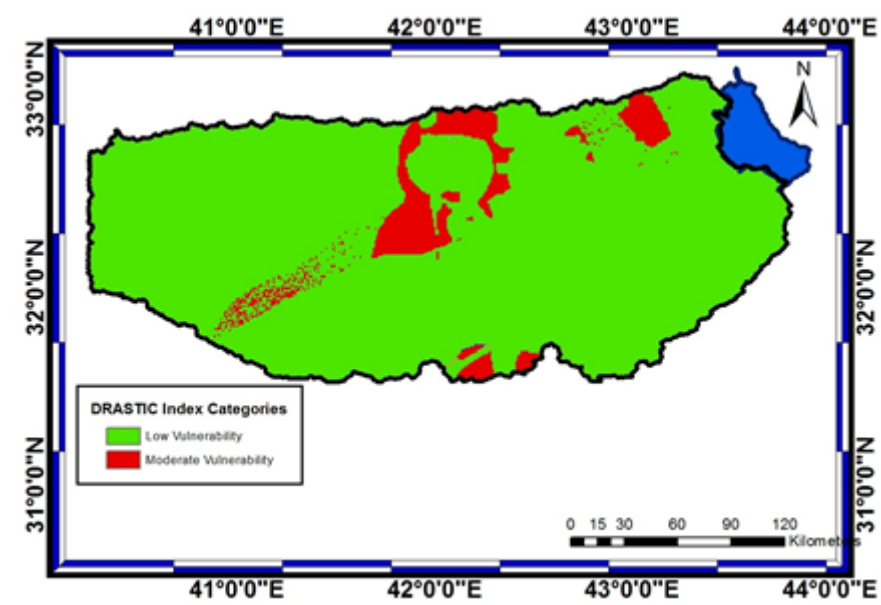 41°0'0"E 42°0'0"E 43°0'0"E 44°0'0"E
33°0'0"N
33°0'0"N
N
32°0'0"N
32°0'0"N
DRASTIC Index Categories
Low Vulnerability
Moderate Vulnerability
31°0'0"N
31°0'0"N
0 15 30 60 90 120
Kilometers
41°0'0"E 42°0'0"E 43°0'0"E 44°0'0"E